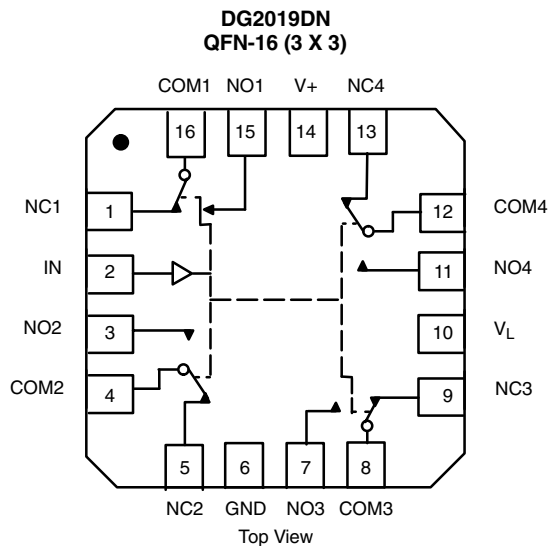 DG2019DN
QFN-16 (3 X 3)
COM1 NO1 V+ NC4
16 15 14 13
NC1 1 12 COM4
IN 2 11 NO4
NO2 3 10 VL
COM2 4 9 NC3
5 6 7 8
NC2 GND NO3 COM3
Top View